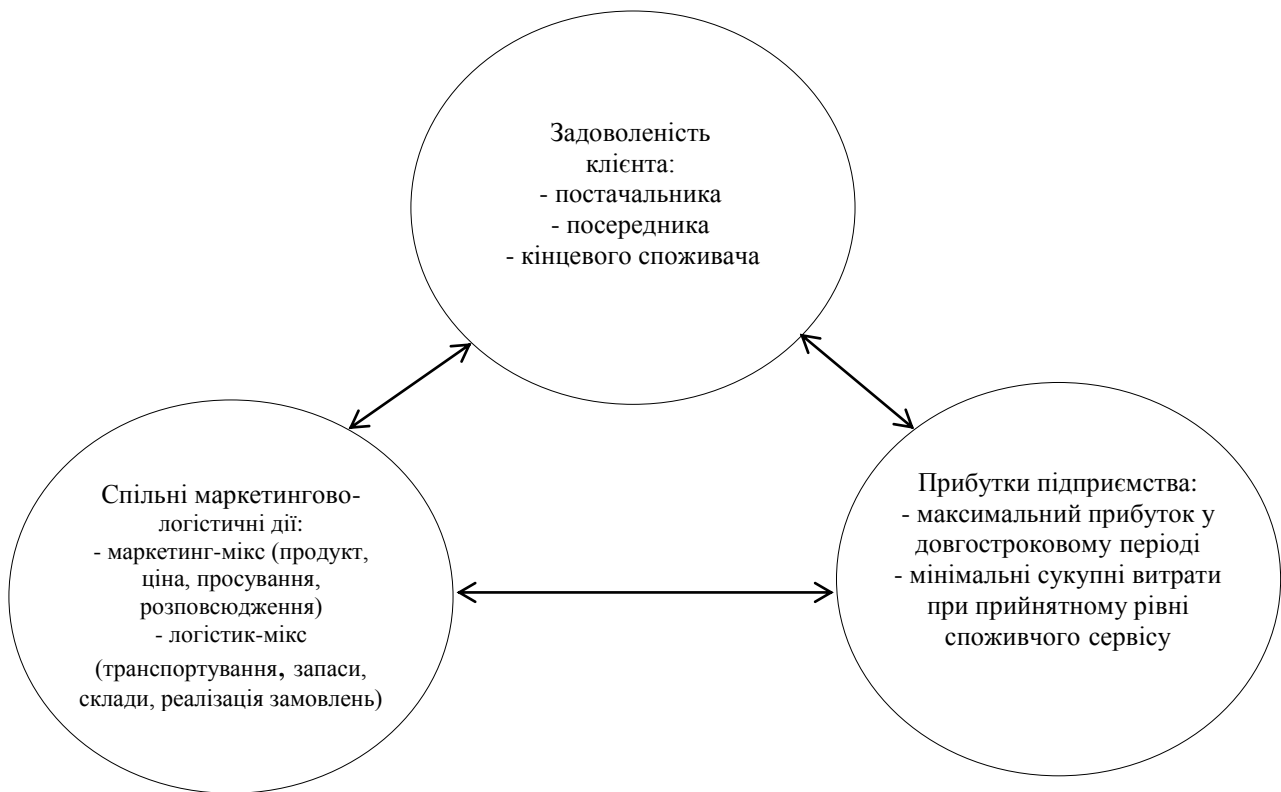 Задоволеність
клієнта:
- постачальника
- посередника
- кінцевого споживача
Спільні маркетингово-
логістичні дії:
- маркетинг-мікс (продукт,
ціна, просування,
розповсюдження)
- логістик-мікс
(транспортування, запаси,
склади, реалізація замовлень)
Прибутки підприємства:
- максимальний прибуток у
довгостроковому періоді
- мінімальні сукупні витрати
при прийнятному рівні
споживчого сервісу